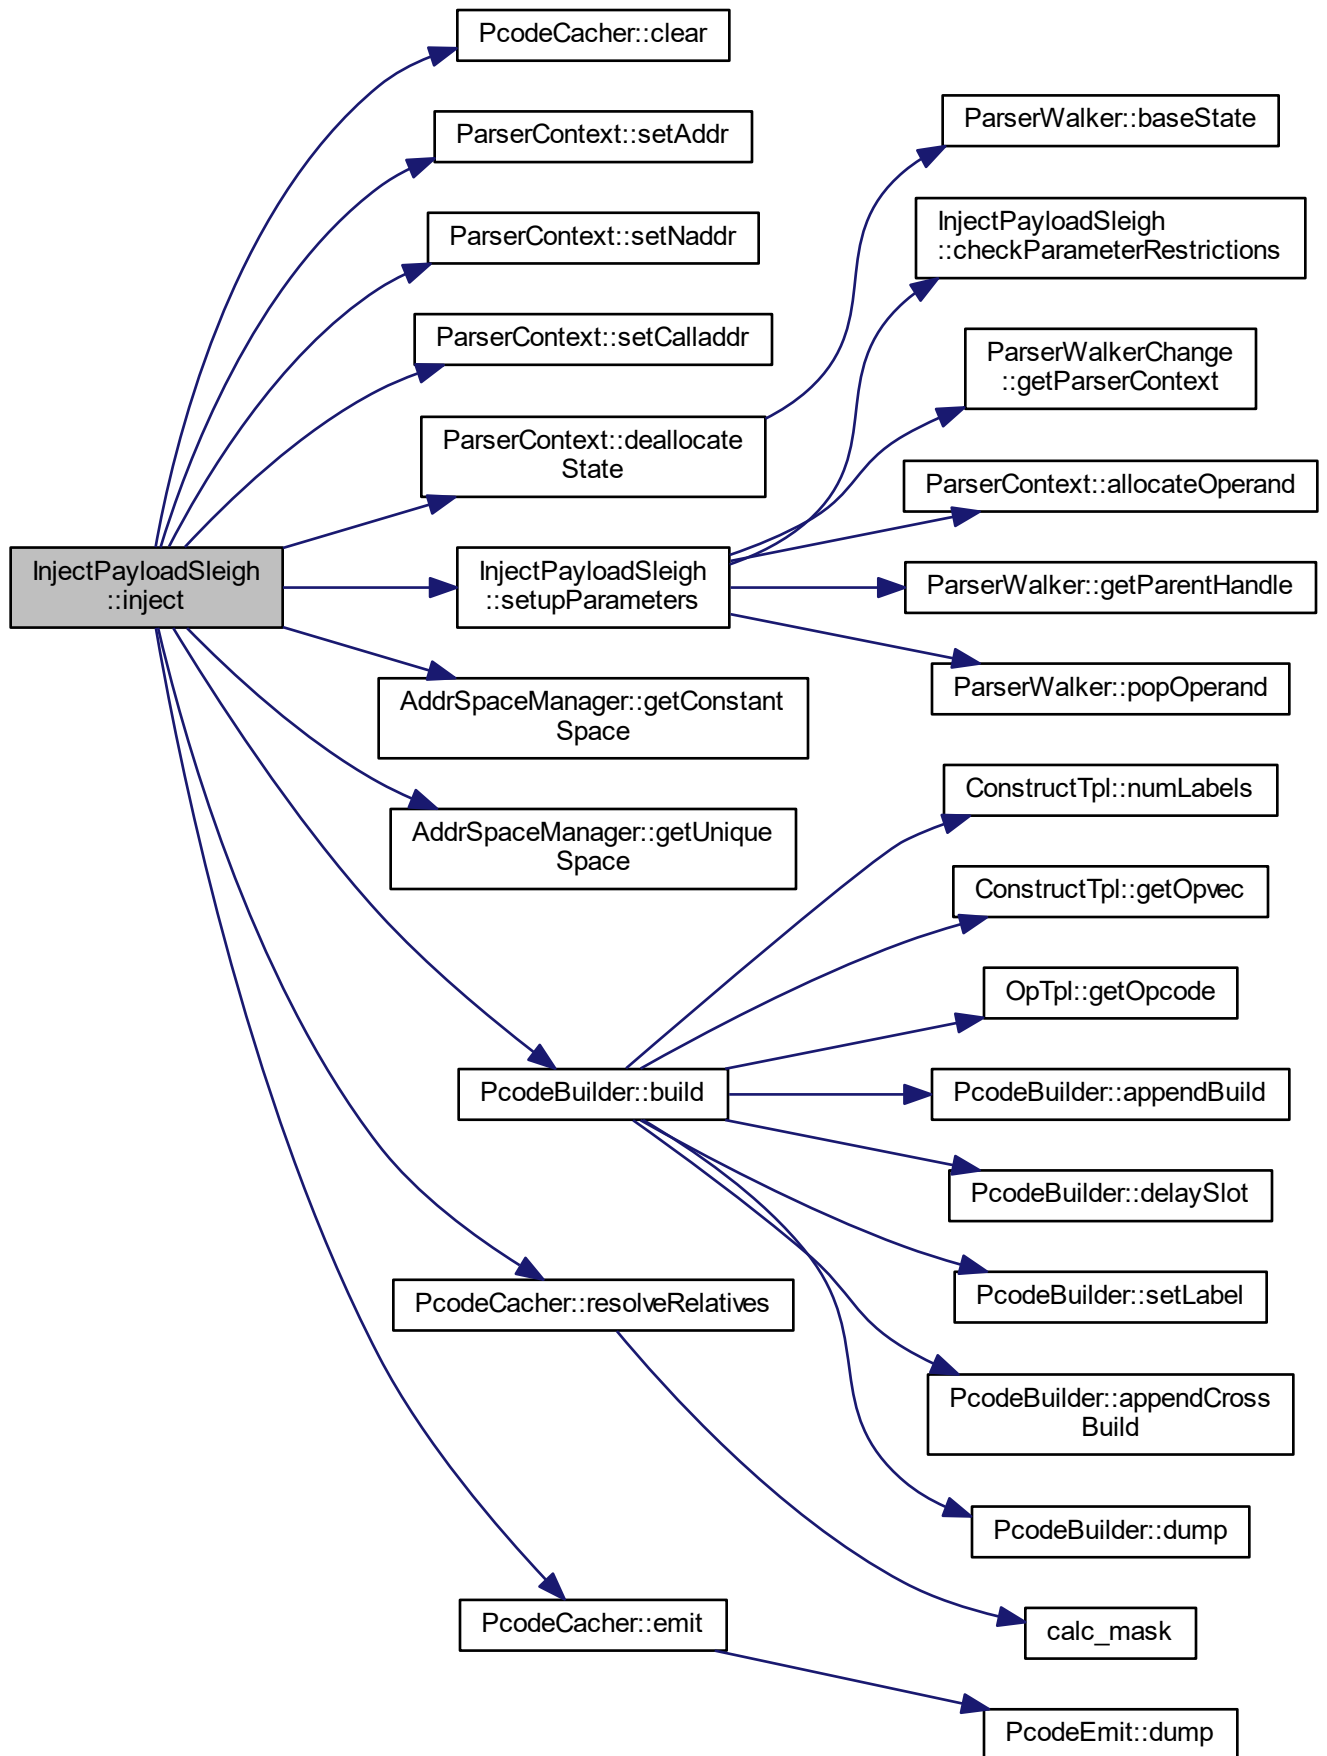 PcodeCacher::clear
ParserContext::setAddr
ParserContext::setNaddr
ParserContext::setCalladdr
ParserContext::deallocate
State
InjectPayloadSleigh
::inject
InjectPayloadSleigh
::setupParameters
AddrSpaceManager::getConstant
Space
AddrSpaceManager::getUnique
Space
PcodeBuilder::build
PcodeCacher::resolveRelatives
PcodeCacher::emit
ParserWalker::baseState
InjectPayloadSleigh
::checkParameterRestrictions
ParserWalkerChange
::getParserContext
ParserContext::allocateOperand
ParserWalker::getParentHandle
ParserWalker::popOperand
ConstructTpl::numLabels
ConstructTpl::getOpvec
OpTpl::getOpcode
PcodeBuilder::appendBuild
PcodeBuilder::delaySlot
PcodeBuilder::setLabel
PcodeBuilder::appendCross
Build
PcodeBuilder::dump
calc_mask
PcodeEmit::dump